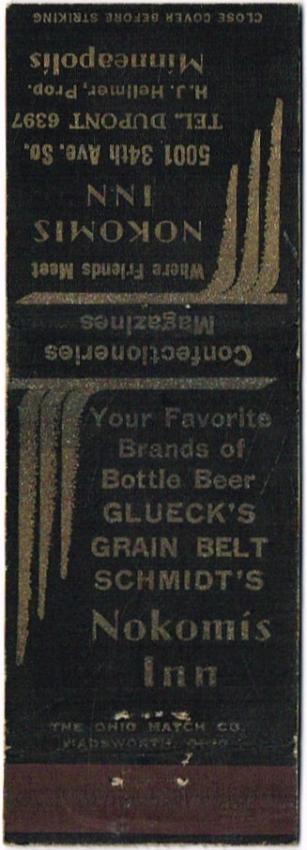 Where Friends Meet
NOKOMIS
INN
5001 34th Ave. So.
TEL. DUPONT 6397
H. J. Hellmer, Prop.
Minneapolis
CLOSE COVER BEFORE STRIKING
Confectioneries
Magazines
Your Favorite
Brands of
Bottle Beer
GLUECK'S
GRAIN BELT
SCHMIDT'S
Nokomis
Inn
THE OHIO MATCH CO.
WADSWORTH, OHIO